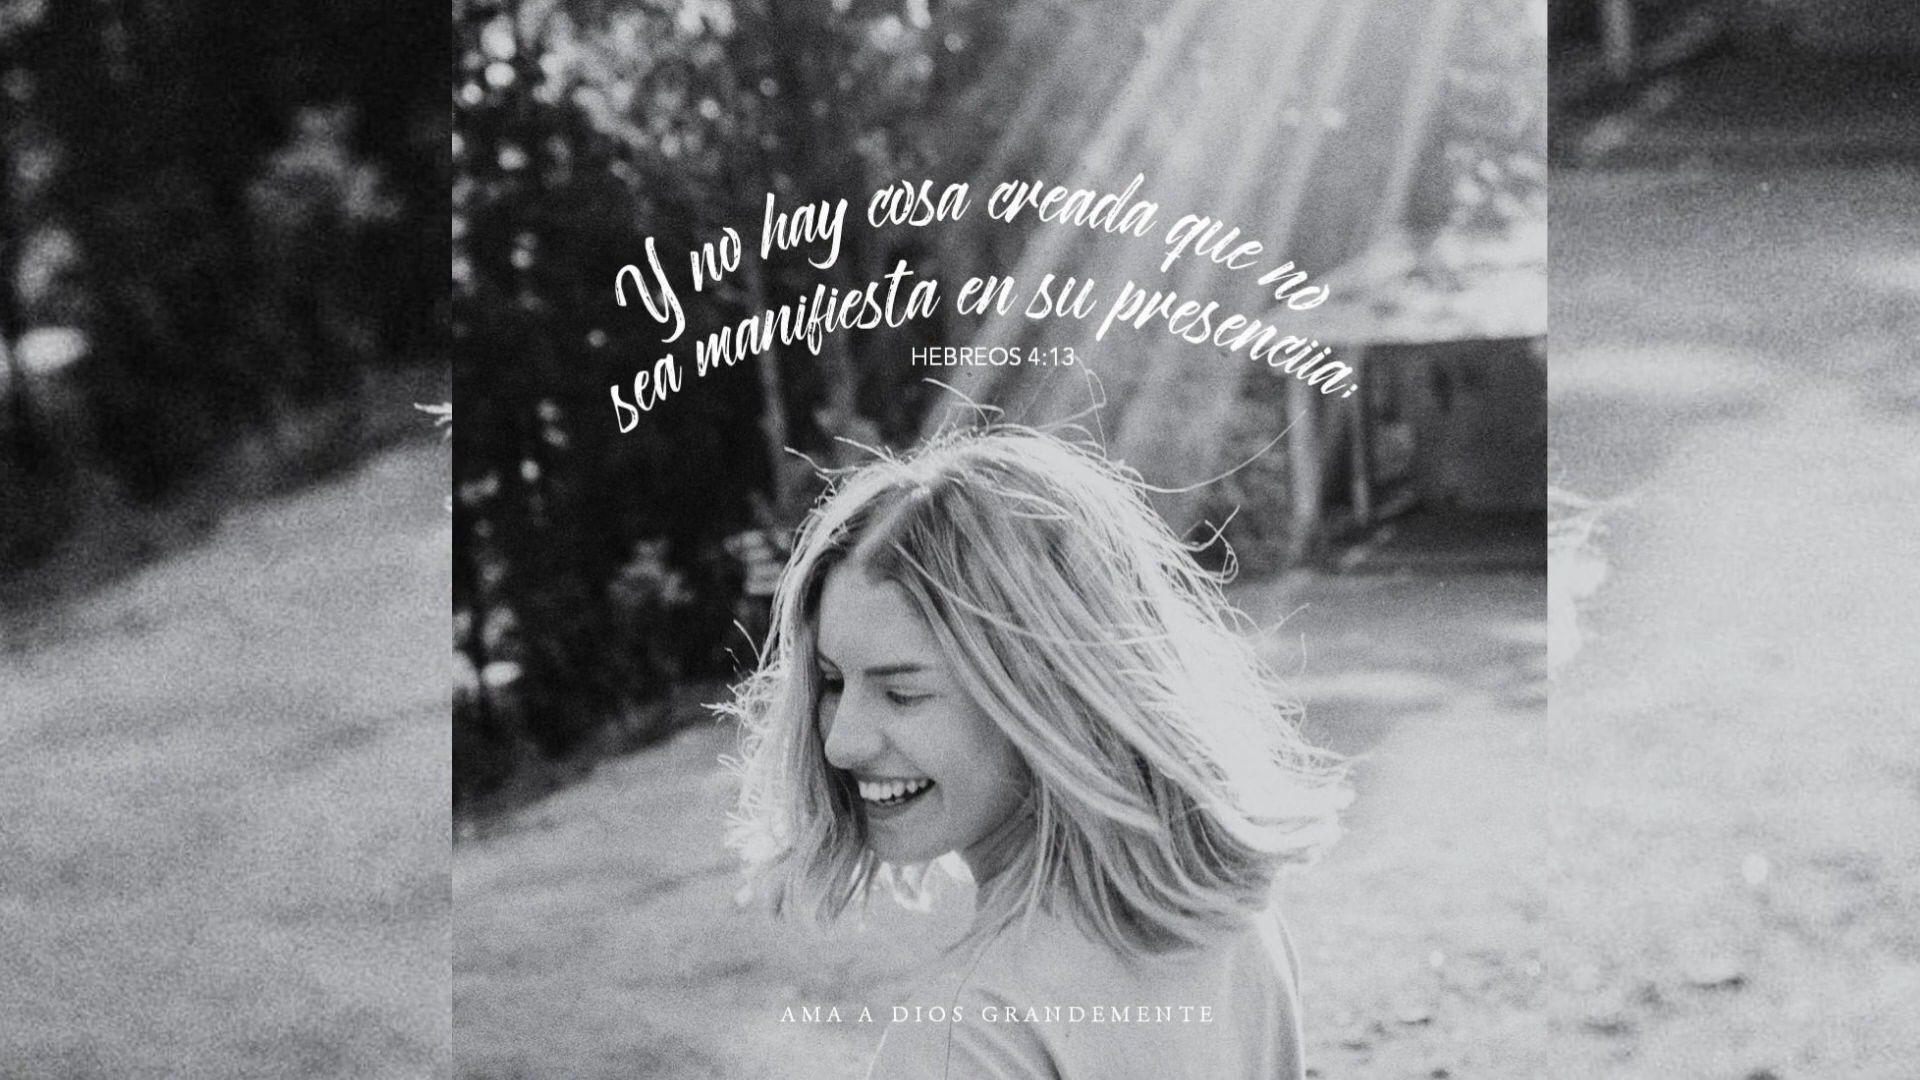 Y no hay cosa creada que no
sea manifiesta en su presenciia;
HEBREOS 4:13
AMA A DIOS GRANDEMENTE